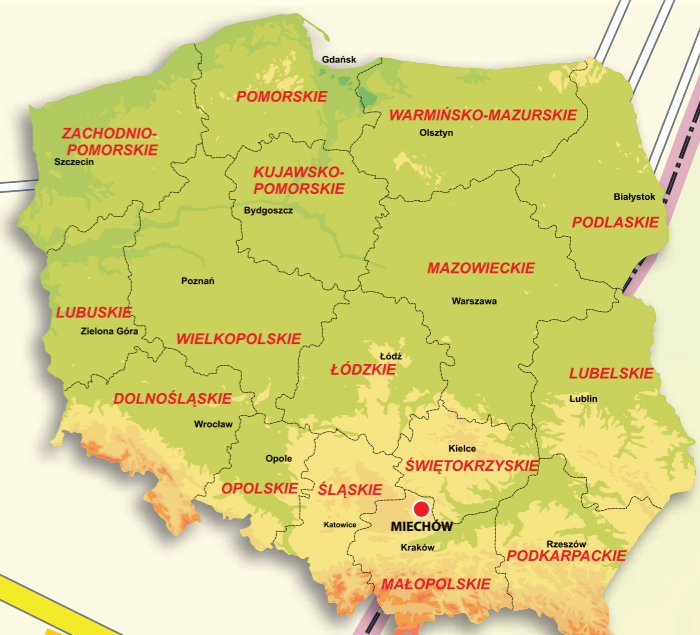 Gdańsk
POMORSKIE
WARMIŃSKO-MAZURSKIE
Olsztyn
ZACHODNIO-
POMORSKIE
Szczecin
KUJAWSKO-
POMORSKIE
Bydgoszcz
Białystok
PODLASKIE
MAZOWIECKIE
Poznań
Warszawa
LUBUSKIE
Zielona Góra
WIELKOPOLSKIE
Łódź
ŁÓDZKIE
LUBELSKIE
Lublin
DOLNOŚLĄSKIE
Wrocław
Kielce
ŚWIĘTOKRZYSKIE
Opole
OPOLSKIE
ŚLĄSKIE
Katowice
MIECHÓW
Kraków
Rzeszów
PODKARPACKIE
MAŁOPOLSKIE